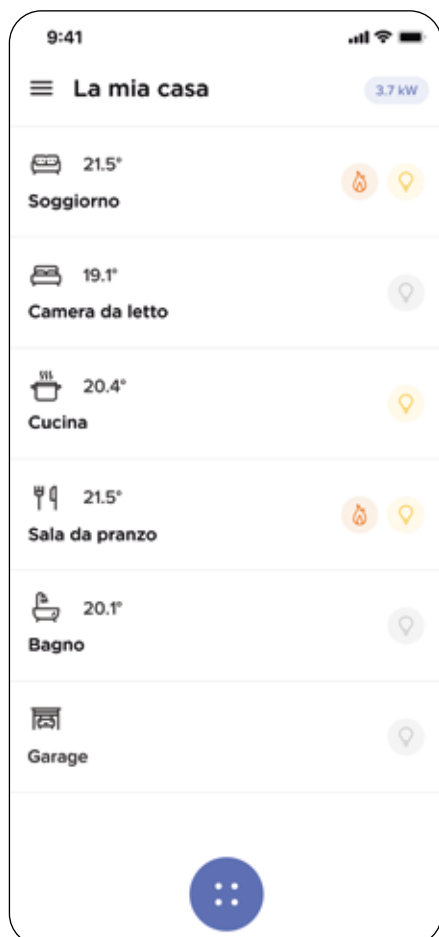 9:41
La mia casa
3.7 kW
21.5°
Soggiorno
19.1°
Camera da letto
20.4°
Cucina
21.5°
Sala da pranzo
20.1°
Bagno
Garage